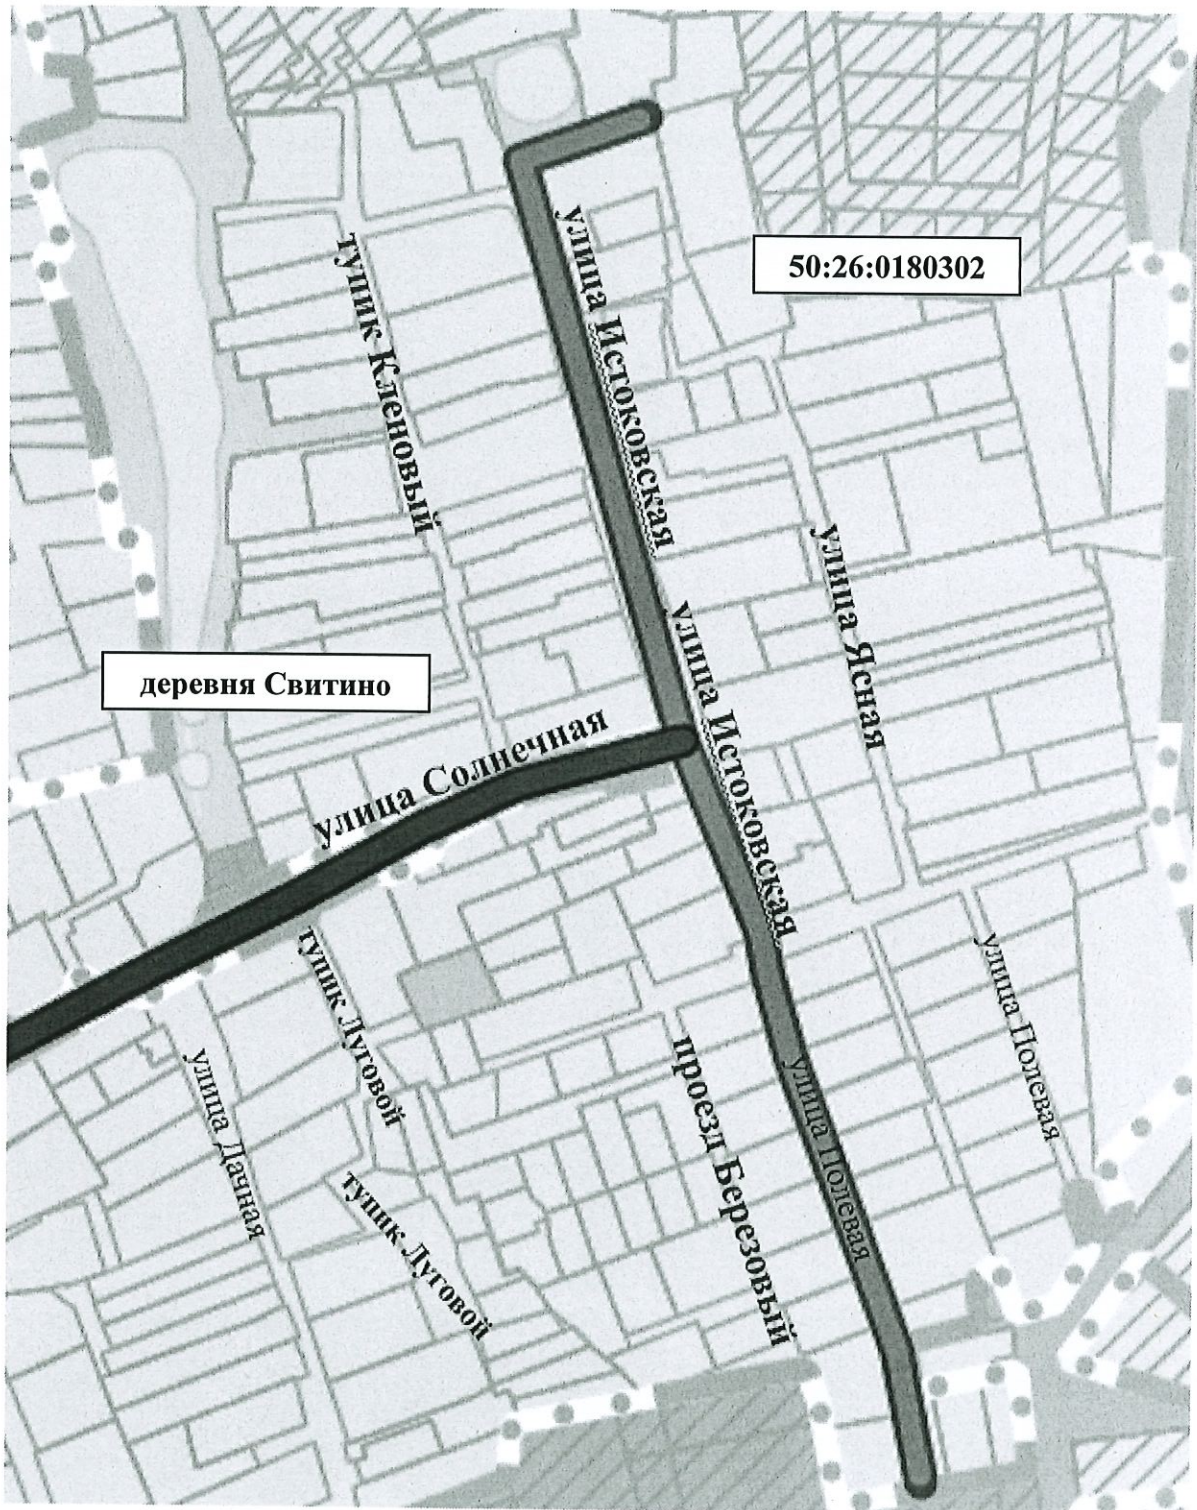 50:26:0180302
улица Истоковская
тупик Кленовый
улица Ясная
улица Истоковская
деревня Свитино
улица Солнечная
тупик Луговой
улица Полевая
проезд Березовый
улица Полевая
улица Дачная
тупик Луговой